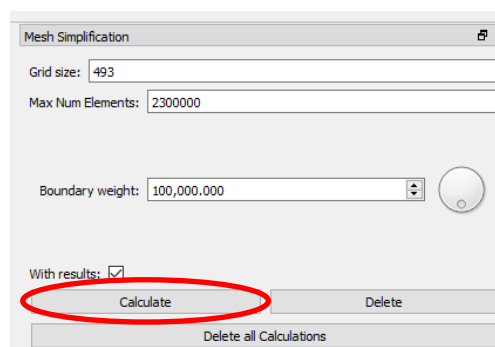 Mesh Simplification
Grid size: 493
Max Num Elements: 2300000
Boundary weight: 100,000.000
With results:
Calculate Delete
Delete all Calculations